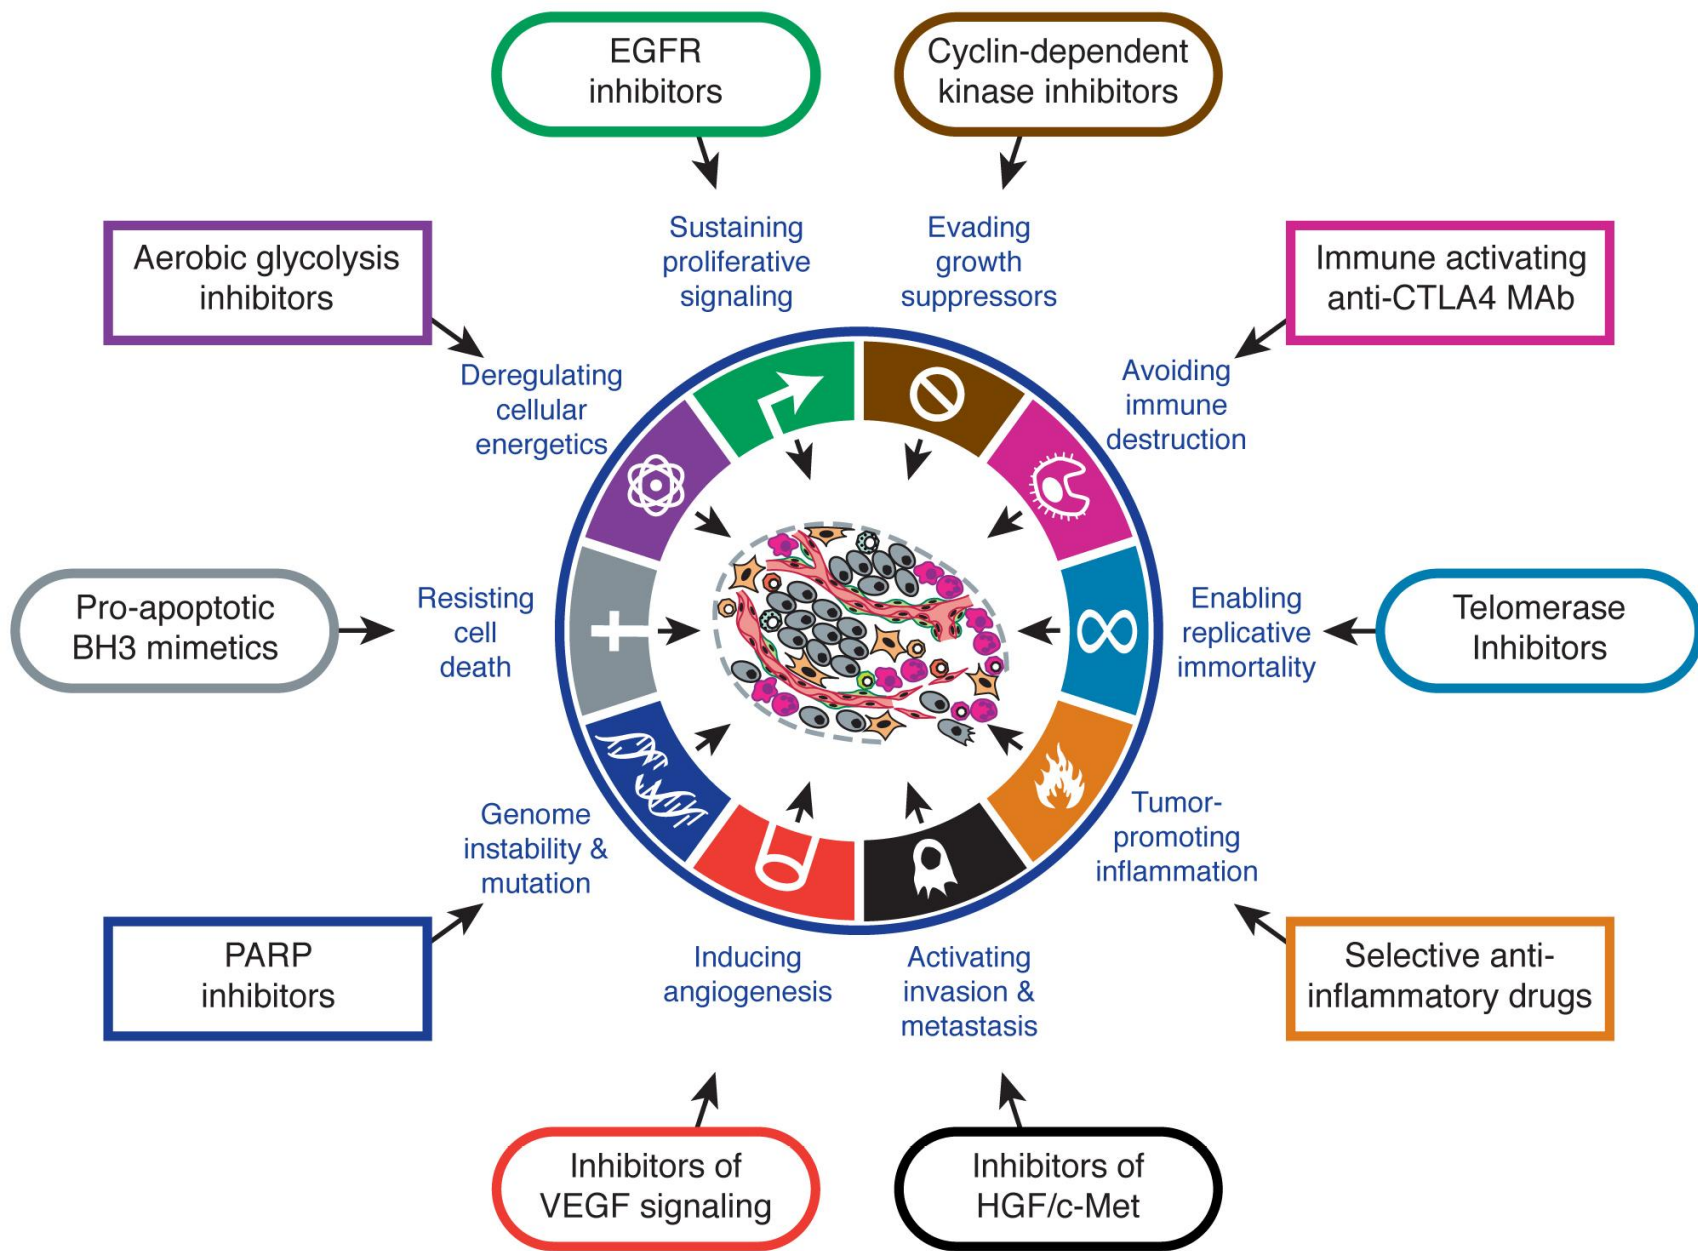 EGFR
inhibitors
Cyclin-dependent
kinase inhibitors
Sustaining
proliferative
signaling
Evading
growth
suppressors
Aerobic glycolysis
inhibitors
Immune activating
anti-CTLA4 MAb
Deregulating
cellular
energetics
Avoiding
immune
destruction
Pro-apoptotic
BH3 mimetics
Resisting
cell
death
Enabling
replicative
immortality
Telomerase
Inhibitors
Genome
instability &
mutation
Tumor-
promoting
inflammation
PARP
inhibitors
Inducing
angiogenesis
Activating
invasion &
metastasis
Selective anti-
inflammatory drugs
Inhibitors of
VEGF signaling
Inhibitors of
HGF/c-Met